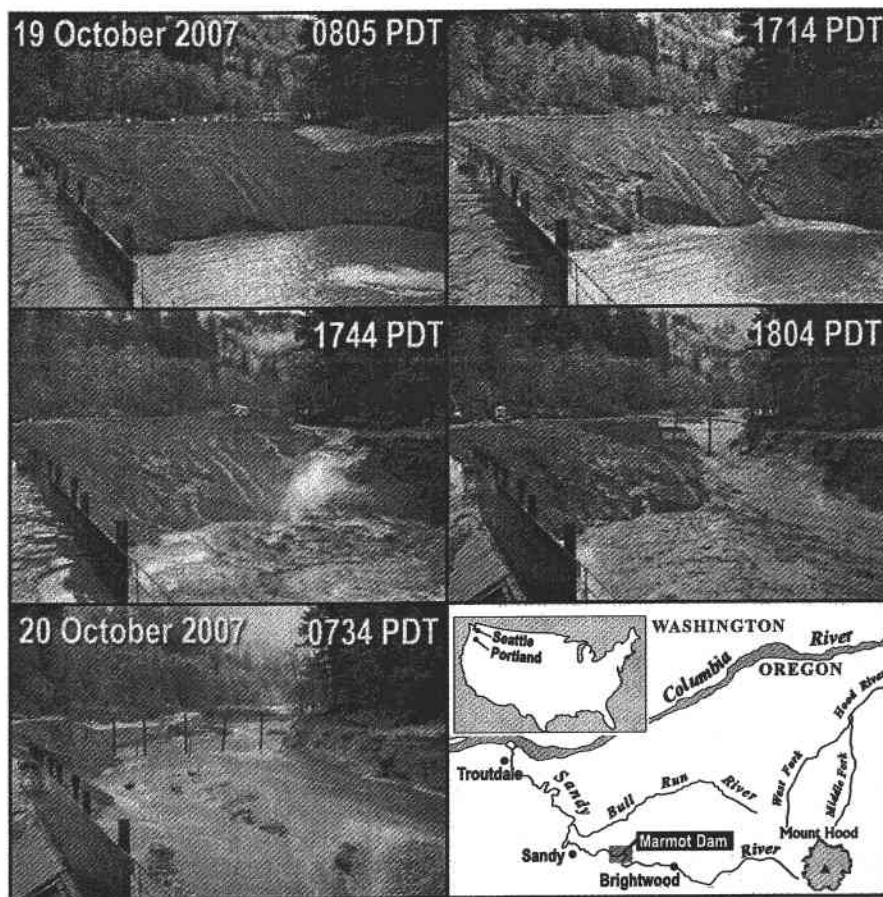 19 October 2007 0805 PDT
1714 PDT
1744 PDT
1804 PDT
20 October 2007 0734 PDT
Seattle
Portland
WASHINGTON
OREGON
Columbia River
Hood River
West Fork
Middle Fork
Troutdale
Sandy River
Bull Run River
Mount Hood
Marmot Dam
Sandy
Brightwood